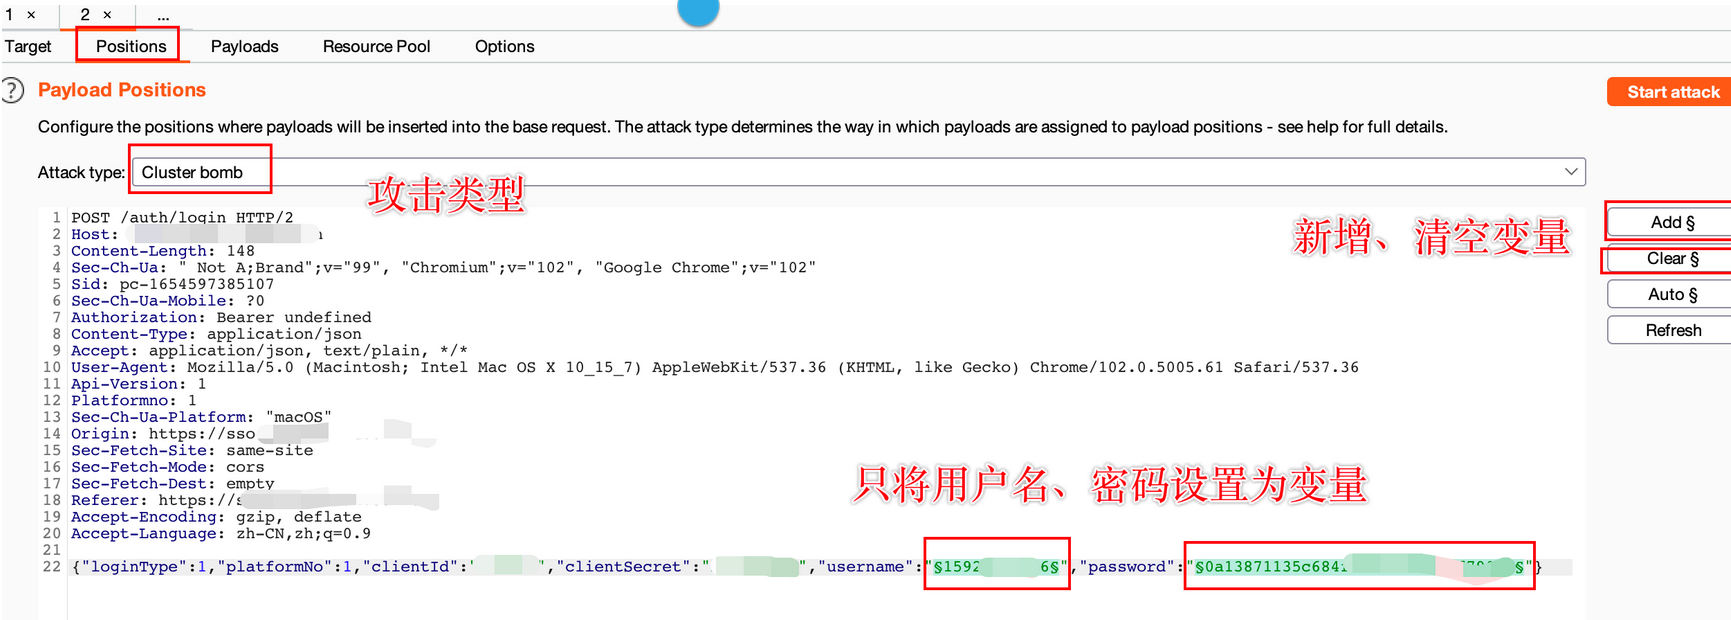 1 × 2 × ...
Target Positions Payloads Resource Pool Options
? Payload Positions
Start attack
Configure the positions where payloads will be inserted into the base request. The attack type determines the way in which payloads are assigned to payload positions - see help for full details.
Attack type: Cluster bomb
攻击类型
新增、清空变量
Add §
Clear §
Auto §
Refresh
1 POST /auth/login HTTP/2
2 Host:
3 Content-Length: 148
4 Sec-Ch-Ua: " Not A;Brand";v="99", "Chromium";v="102", "Google Chrome";v="102"
5 Sid: pc-1654597385107
6 Sec-Ch-Ua-Mobile: ?0
7 Authorization: Bearer undefined
8 Content-Type: application/json
9 Accept: application/json, text/plain, */*
10 User-Agent: Mozilla/5.0 (Macintosh; Intel Mac OS X 10_15_7) AppleWebKit/537.36 (KHTML, like Gecko) Chrome/102.0.5005.61 Safari/537.36
11 Api-Version: 1
12 Platformno: 1
13 Sec-Ch-Ua-Platform: "macOS"
14 Origin: https://sso
15 Sec-Fetch-Site: same-site
16 Sec-Fetch-Mode: cors
17 Sec-Fetch-Dest: empty
18 Referer: https://s
19 Accept-Encoding: gzip, deflate
20 Accept-Language: zh-CN,zh;q=0.9
21
只将用户名、密码设置为变量
22 {"loginType":1,"platformNo":1,"clientId":" ","clientSecret":" ","username":"§1592 6§","password":"§0a13871135c684 §"}